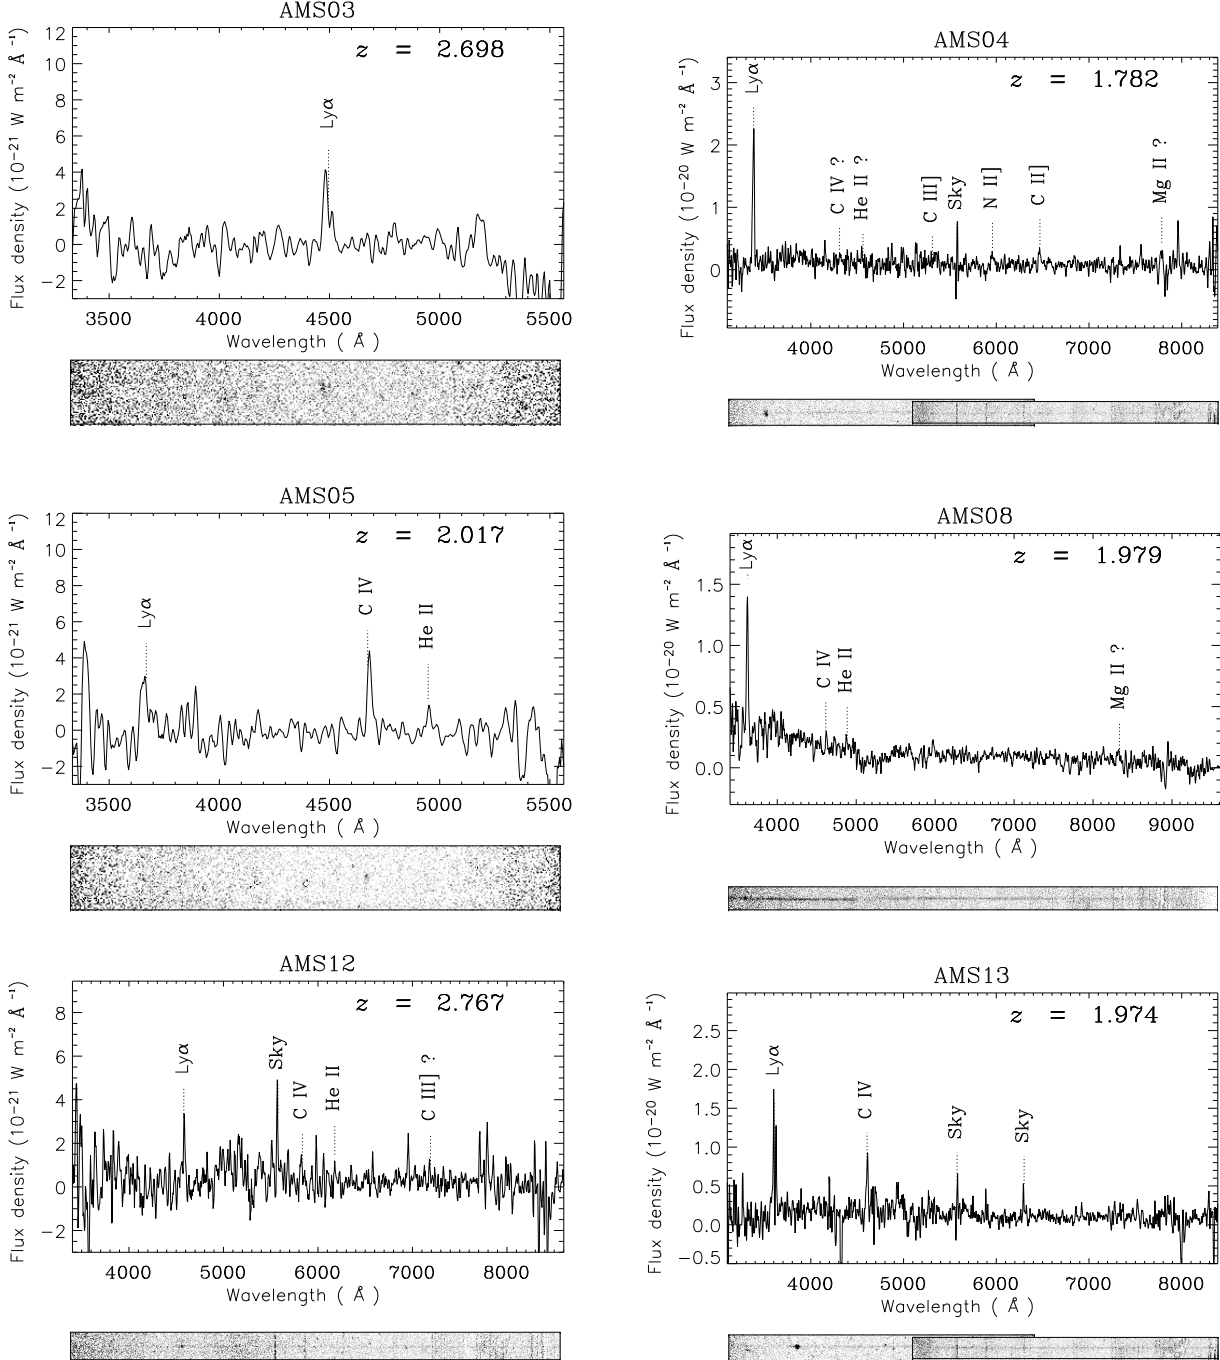 AMS03
z = 2.698
Lyα
12
10
8
6
4
2
0
−2
Flux density (10−21 W m−2 Å −1)
3500 4000 4500 5000 5500
Wavelength ( Å )
AMS04
z = 1.782
Lyα
C IV ?
He II ?
C III]
Sky
N II]
C II]
Mg II ?
3
2
1
0
Flux density (10−20 W m−2 Å −1)
4000 5000 6000 7000 8000
Wavelength ( Å )
AMS05
z = 2.017
Lyα
C IV
He II
12
10
8
6
4
2
0
−2
Flux density (10−21 W m−2 Å −1)
3500 4000 4500 5000 5500
Wavelength ( Å )
AMS08
z = 1.979
Lyα
C IV
He II
Mg II ?
1.5
1.0
0.5
0.0
Flux density (10−20 W m−2 Å −1)
4000 5000 6000 7000 8000 9000
Wavelength ( Å )
AMS12
z = 2.767
Lyα
Sky
C IV
He II
C III] ?
8
6
4
2
0
−2
Flux density (10−21 W m−2 Å −1)
4000 5000 6000 7000 8000
Wavelength ( Å )
AMS13
z = 1.974
Lyα
C IV
Sky
Sky
2.5
2.0
1.5
1.0
0.5
0.0
−0.5
Flux density (10−20 W m−2 Å −1)
4000 5000 6000 7000 8000
Wavelength ( Å )